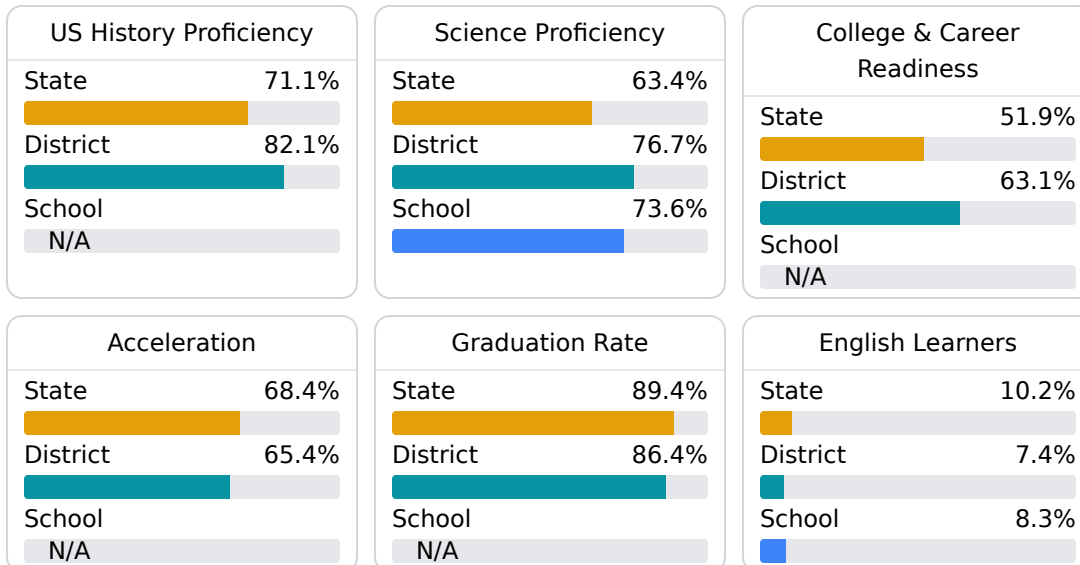 US History Proficiency
State 71.1%
District 82.1%
School
N/A
Science Proficiency
State 63.4%
District 76.7%
School 73.6%
College & Career
Readiness
State 51.9%
District 63.1%
School
N/A
Acceleration
State 68.4%
District 65.4%
School
N/A
Graduation Rate
State 89.4%
District 86.4%
School
N/A
English Learners
State 10.2%
District 7.4%
School 8.3%